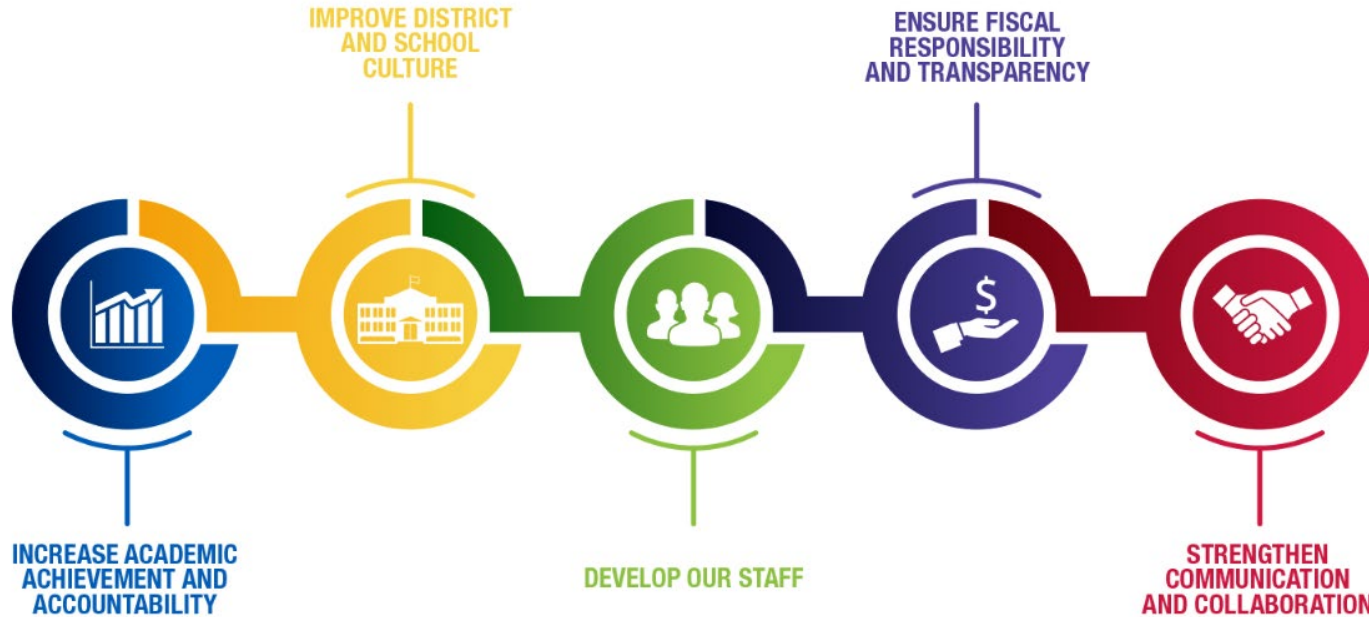 IMPROVE DISTRICT
AND SCHOOL
CULTURE
ENSURE FISCAL
RESPONSIBILITY
AND TRANSPARENCY
$
INCREASE ACADEMIC
ACHIEVEMENT AND
ACCOUNTABILITY
DEVELOP OUR STAFF
STRENGTHEN
COMMUNICATION
AND COLLABORATION